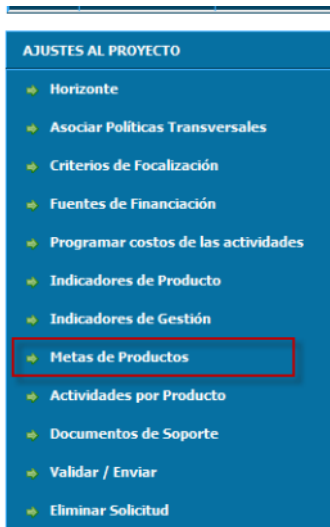 AJUSTES AL PROYECTO
Horizonte
Asociar Políticas Transversales
Criterios de Focalización
Fuentes de Financiación
Programar costos de las actividades
Indicadores de Producto
Indicadores de Gestión
Metas de Productos
Actividades por Producto
Documentos de Soporte
Validar / Enviar
Eliminar Solicitud